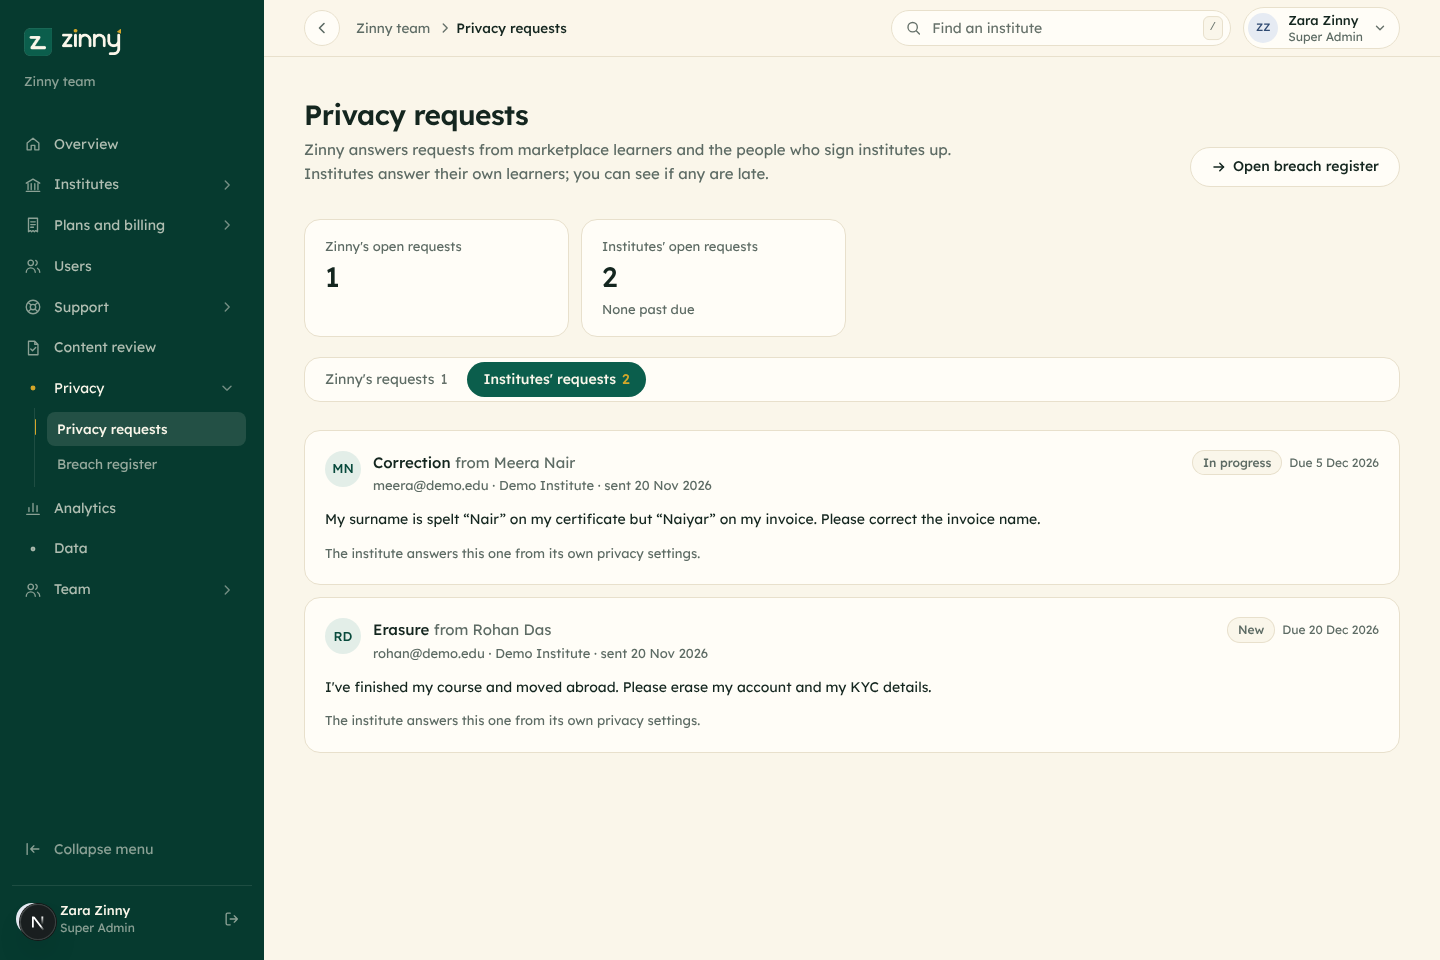 zinny
Zinny team
Overview
Institutes
Plans and billing
Users
Support
Content review
Privacy
Privacy requests
Breach register
Analytics
Data
Team
Collapse menu
N
Zara Zinny
Super Admin
Zinny team
Privacy requests
Find an institute
/
ZZ
Zara Zinny
Super Admin
Privacy requests
Zinny answers requests from marketplace learners and the people who sign institutes up.
Institutes answer their own learners; you can see if any are late.
Open breach register
Zinny's open requests
1
Institutes' open requests
2
None past due
Zinny's requests 1
Institutes' requests 2
MN
Correction from Meera Nair
In progress
Due 5 Dec 2026
meera@demo.edu · Demo Institute · sent 20 Nov 2026
My surname is spelt “Nair” on my certificate but “Naiyar” on my invoice. Please correct the invoice name.
The institute answers this one from its own privacy settings.
RD
Erasure from Rohan Das
New
Due 20 Dec 2026
rohan@demo.edu · Demo Institute · sent 20 Nov 2026
I've finished my course and moved abroad. Please erase my account and my KYC details.
The institute answers this one from its own privacy settings.